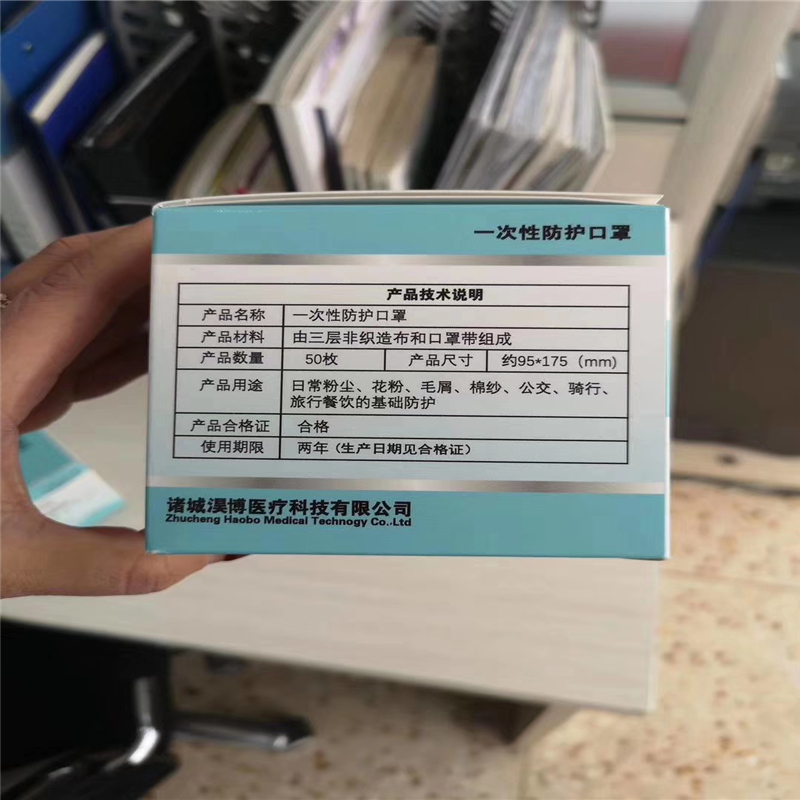 一次性防护口罩
产品技术说明
产品名称 一次性防护口罩
产品材料 由三层非织造布和口罩带组成
产品数量 50枚 产品尺寸 约95*175 (mm)
产品用途 日常粉尘、花粉、毛屑、棉纱、公交、骑行、
旅行餐饮的基础防护
产品合格证 合格
使用期限 两年（生产日期见合格证）
诸城淏博医疗科技有限公司
Zhucheng Haobo Medical Technogy Co.·Ltd